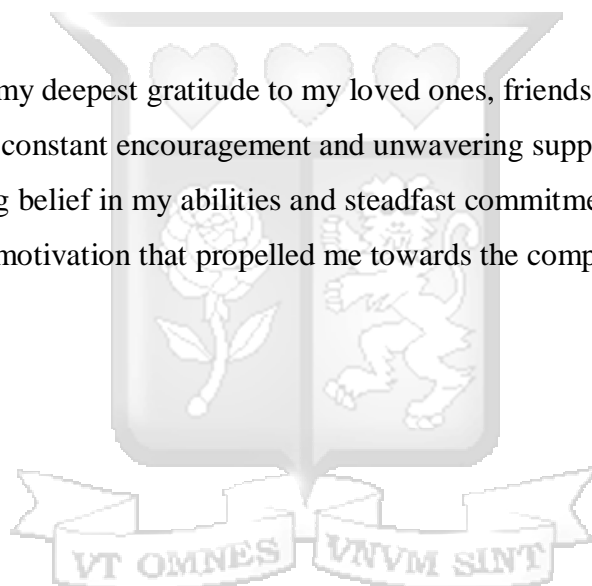 my deepest gratitude to my loved ones, friends
constant encouragement and unwavering supp
g belief in my abilities and steadfast commitme
motivation that propelled me towards the comp
VT OMNES VNVM SINT